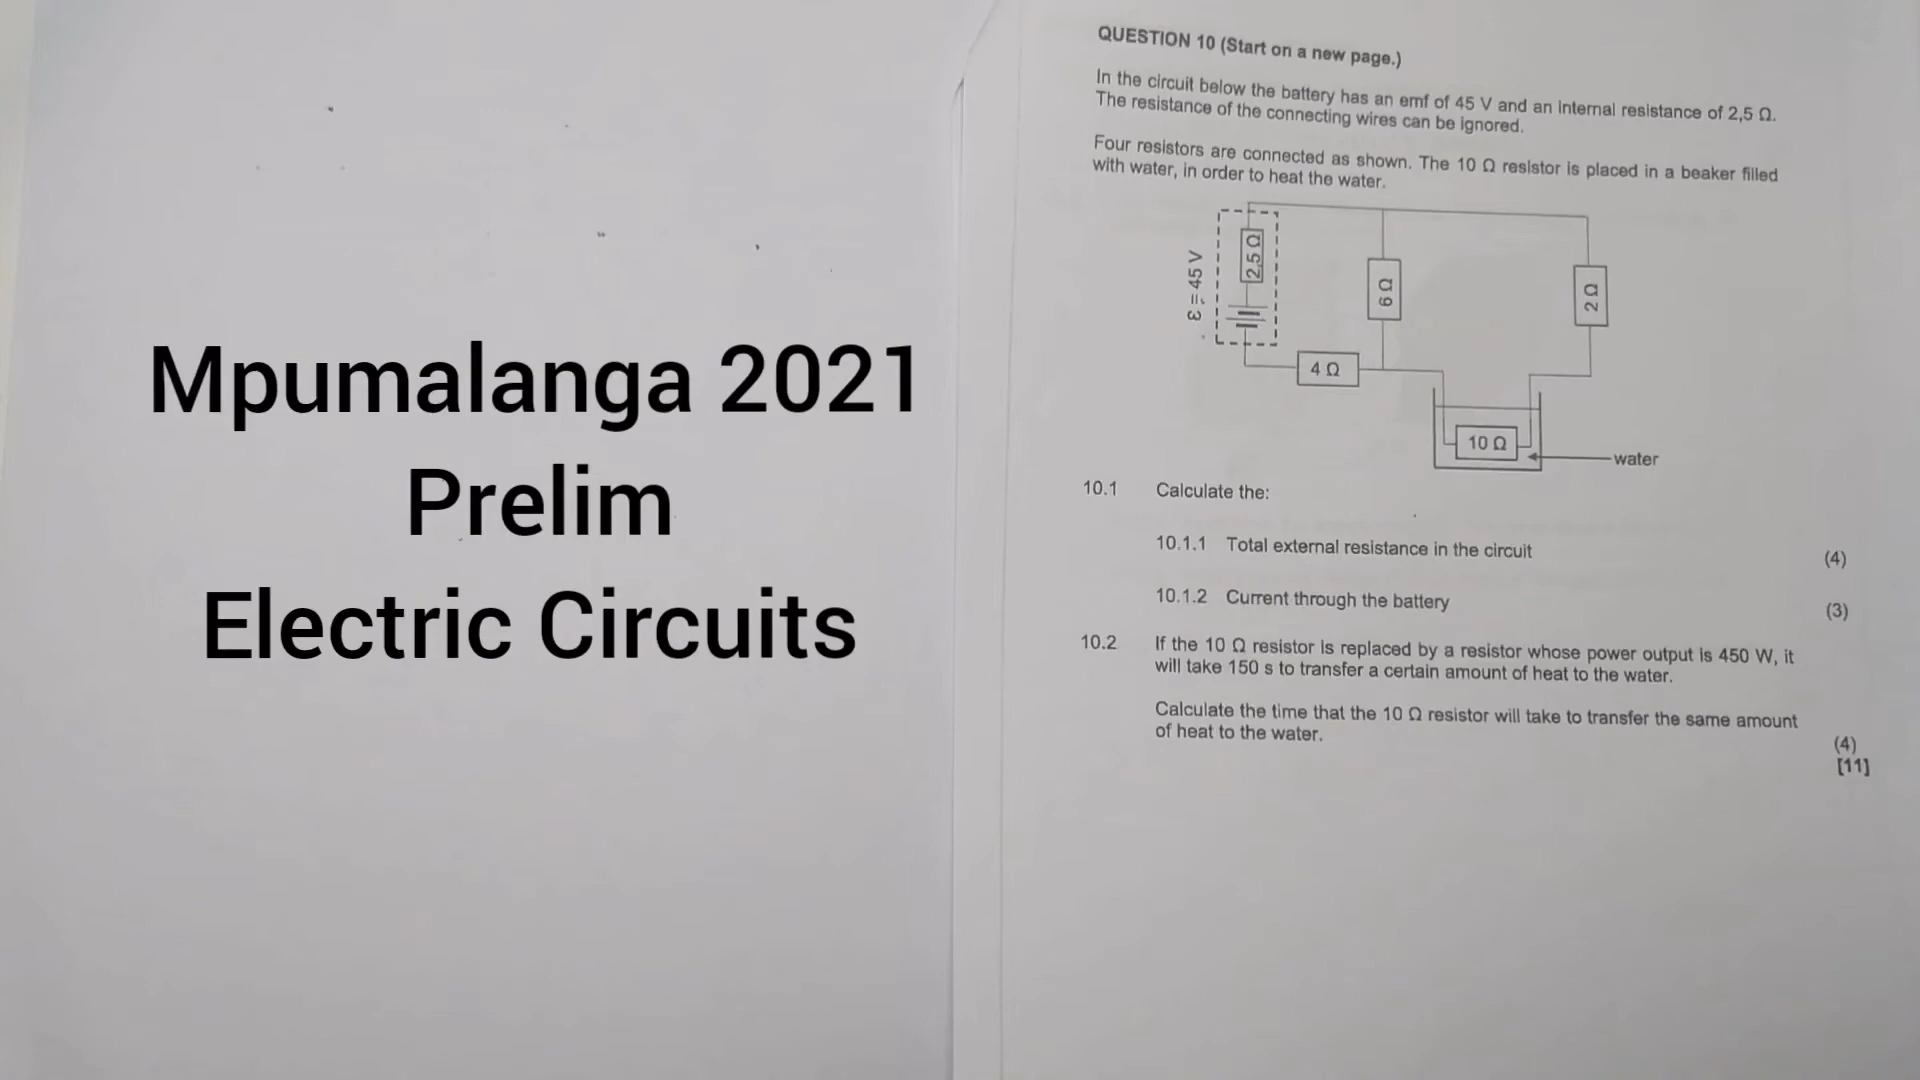 Mpumalanga 2021
Prelim
Electric Circuits
QUESTION 10 (Start on a new page.)
In the circuit below the battery has an emf of 45 V and an internal resistance of 2,5 Ω.
The resistance of the connecting wires can be ignored.
Four resistors are connected as shown. The 10 Ω resistor is placed in a beaker filled
with water, in order to heat the water.
ε = 45 V
2,5 Ω
6 Ω
2 Ω
4 Ω
10 Ω
water
10.1 Calculate the:
10.1.1 Total external resistance in the circuit (4)
10.1.2 Current through the battery (3)
10.2 If the 10 Ω resistor is replaced by a resistor whose power output is 450 W, it
will take 150 s to transfer a certain amount of heat to the water.
Calculate the time that the 10 Ω resistor will take to transfer the same amount
of heat to the water. (4)
[11]